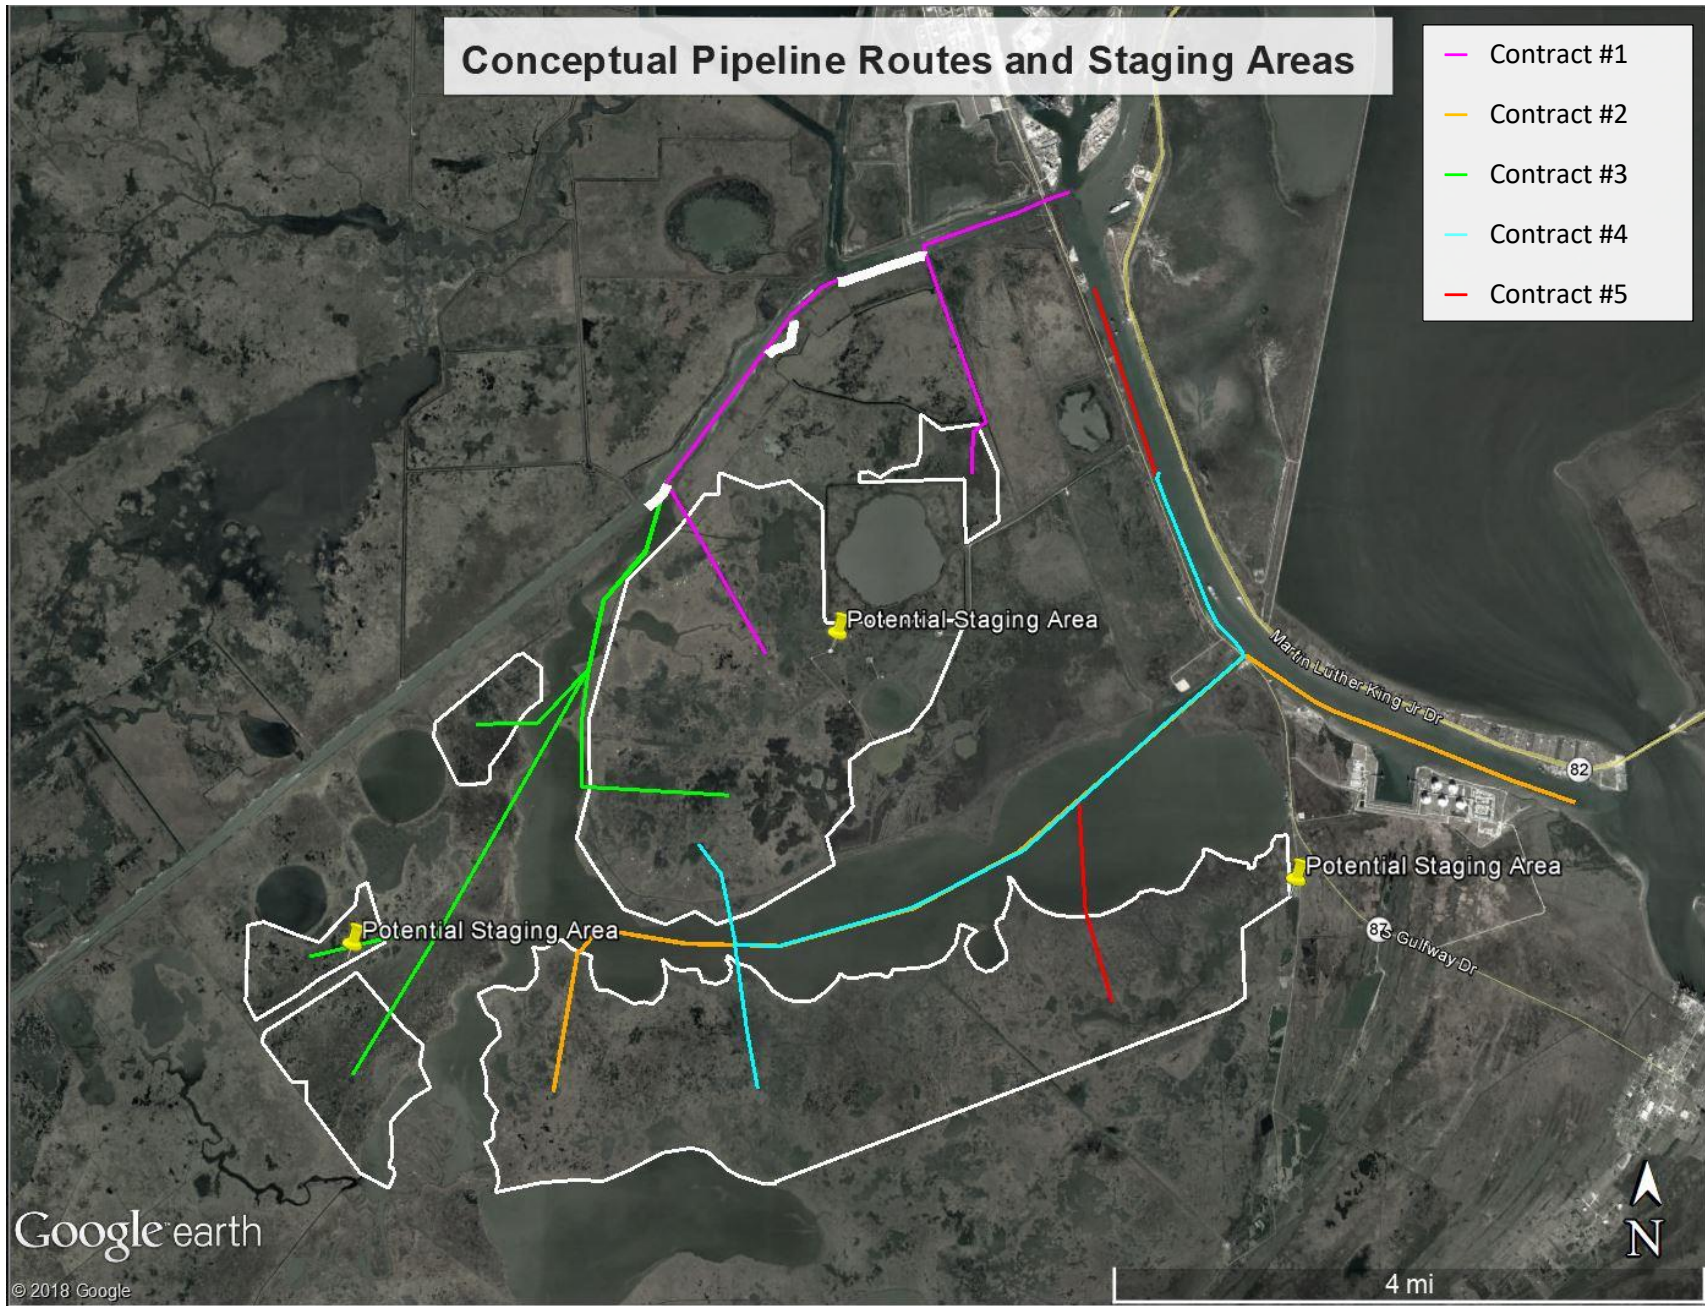 Conceptual Pipeline Routes and Staging Areas
Contract #1
Contract #2
Contract #3
Contract #4
Contract #5
Potential Staging Area
Martin Luther King Jr Dr
82
Potential Staging Area
Potential Staging Area
87
S Gulfway Dr
Google earth
N
© 2018 Google
4 mi